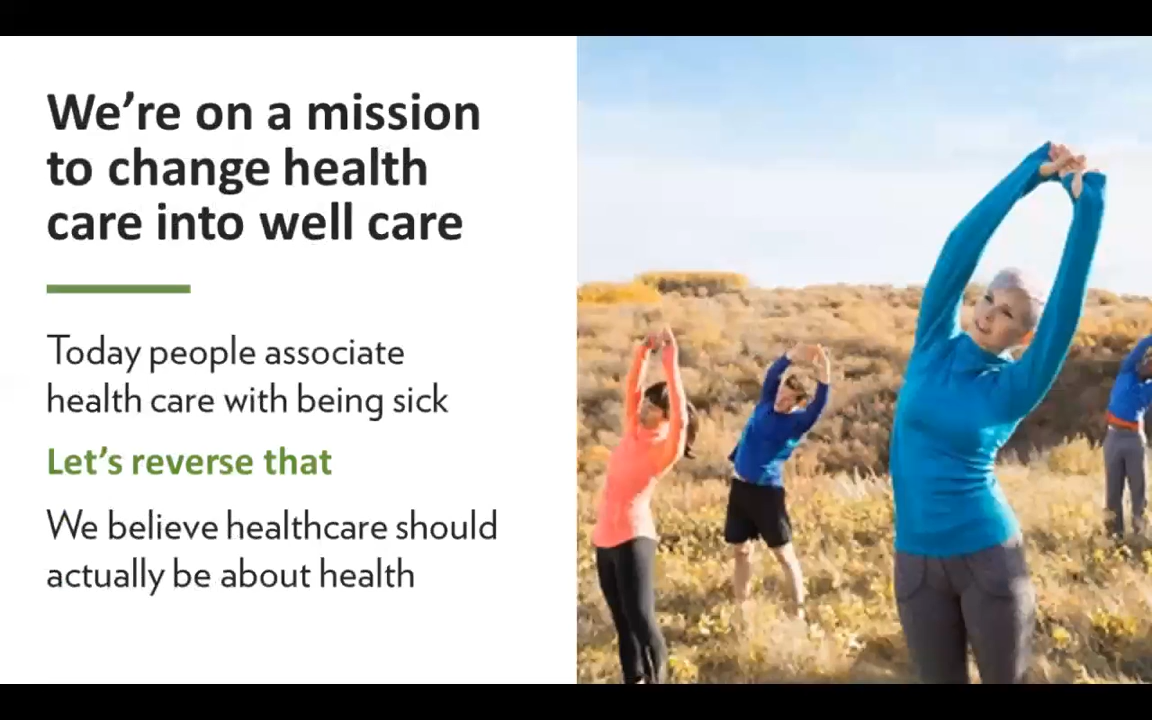 We're on a mission
to change health
care into well care
Today people associate
health care with being sick
Let's reverse that
We believe healthcare should
actually be about health